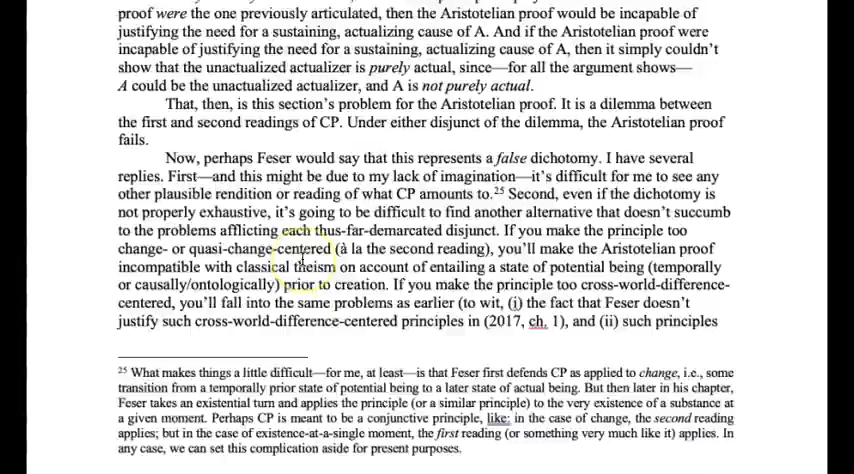 proof were the one previously articulated, then the Aristotelian proof would be incapable of
justifying the need for a sustaining, actualizing cause of A. And if the Aristotelian proof were
incapable of justifying the need for a sustaining, actualizing cause of A, then it simply couldn't
show that the unactualized actualizer is purely actual, since—for all the argument shows—
A could be the unactualized actualizer, and A is not purely actual.
That, then, is this section's problem for the Aristotelian proof. It is a dilemma between
the first and second readings of CP. Under either disjunct of the dilemma, the Aristotelian proof
fails.
Now, perhaps Feser would say that this represents a false dichotomy. I have several
replies. First—and this might be due to my lack of imagination—it's difficult for me to see any
other plausible rendition or reading of what CP amounts to.²⁵ Second, even if the dichotomy is
not properly exhaustive, it's going to be difficult to find another alternative that doesn't succumb
to the problems afflicting each thus-far-demarcated disjunct. If you make the principle too
change- or quasi-change-centered (à la the second reading), you'll make the Aristotelian proof
incompatible with classical theism on account of entailing a state of potential being (temporally
or causally/ontologically) prior to creation. If you make the principle too cross-world-difference-
centered, you'll fall into the same problems as earlier (to wit, (i) the fact that Feser doesn't
justify such cross-world-difference-centered principles in (2017, ch. 1), and (ii) such principles
²⁵ What makes things a little difficult—for me, at least—is that Feser first defends CP as applied to change, i.e., some
transition from a temporally prior state of potential being to a later state of actual being. But then later in his chapter,
Feser takes an existential turn and applies the principle (or a similar principle) to the very existence of a substance at
a given moment. Perhaps CP is meant to be a conjunctive principle, like: in the case of change, the second reading
applies; but in the case of existence-at-a-single moment, the first reading (or something very much like it) applies. In
any case, we can set this complication aside for present purposes.